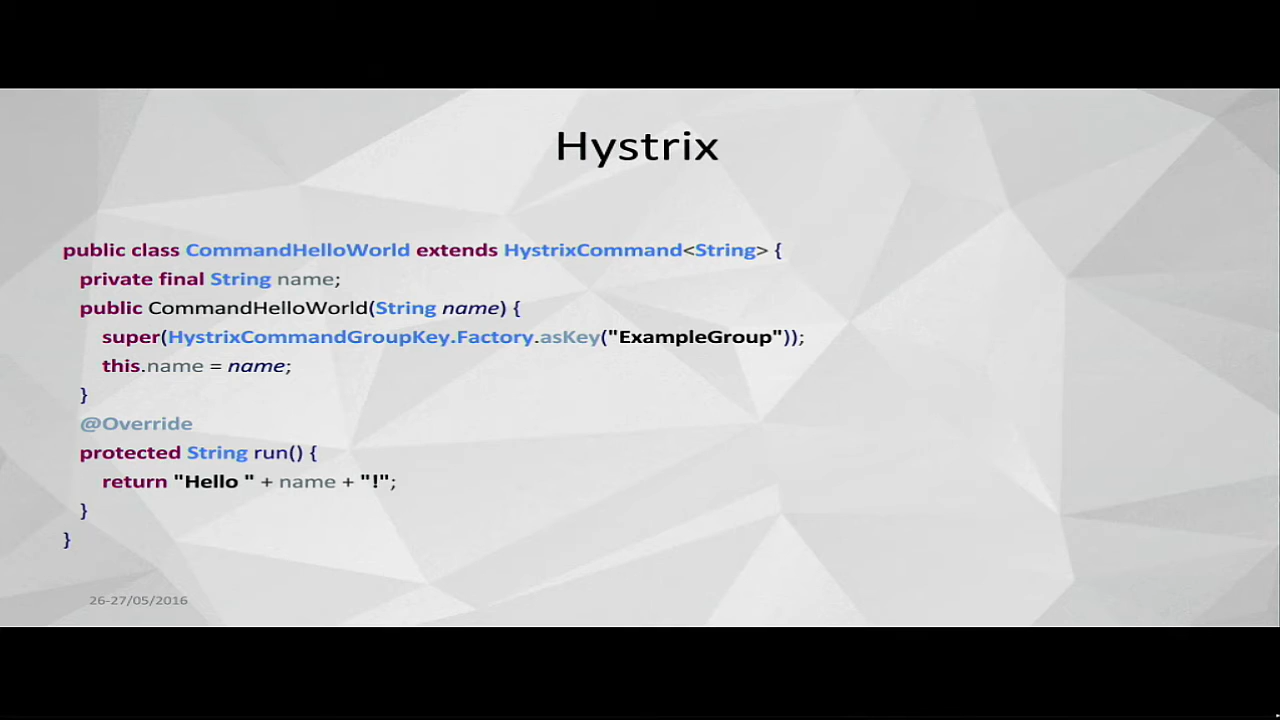 Hystrix
public class CommandHelloWorld extends HystrixCommand<String> {
private final String name;
public CommandHelloWorld(String name) {
super(HystrixCommandGroupKey.Factory.asKey("ExampleGroup"));
this.name = name;
}
@Override
protected String run() {
return "Hello " + name + "!";
}
}
26-27/05/2016